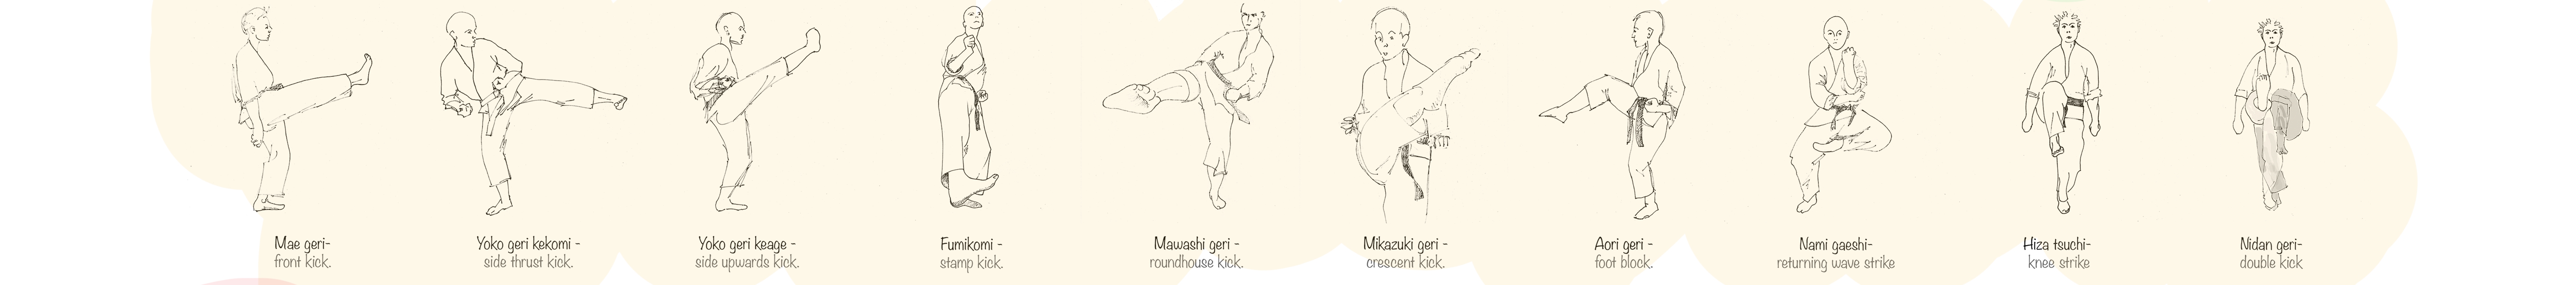 Mae geri-
front kick.
Yoko geri kekomi -
side thrust kick.
Yoko geri keage -
side upwards kick.
Fumikomi -
stamp kick.
Mawashi geri -
roundhouse kick.
Mikazuki geri -
crescent kick.
Aori geri -
foot block.
Nami gaeshi-
returning wave strike
Hiza tsuchi-
knee strike
Nidan geri-
double kick